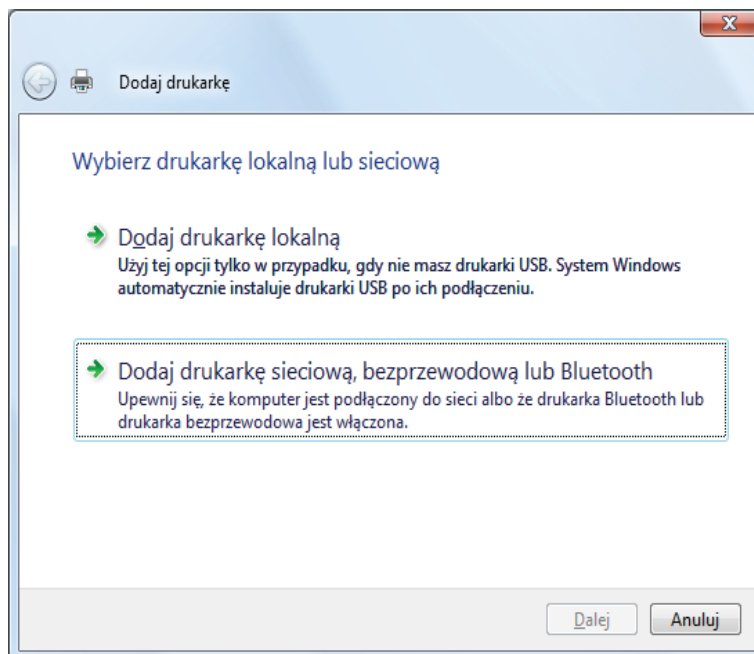 Dodaj drukarkę
Wybierz drukarkę lokalną lub sieciową
Dodaj drukarkę lokalną
Użyj tej opcji tylko w przypadku, gdy nie masz drukarki USB. System Windows
automatycznie instaluje drukarki USB po ich podłączeniu.
Dodaj drukarkę sieciową, bezprzewodową lub Bluetooth
Upewnij się, że komputer jest podłączony do sieci albo że drukarka Bluetooth lub
drukarka bezprzewodowa jest włączona.
Dalej
Anuluj